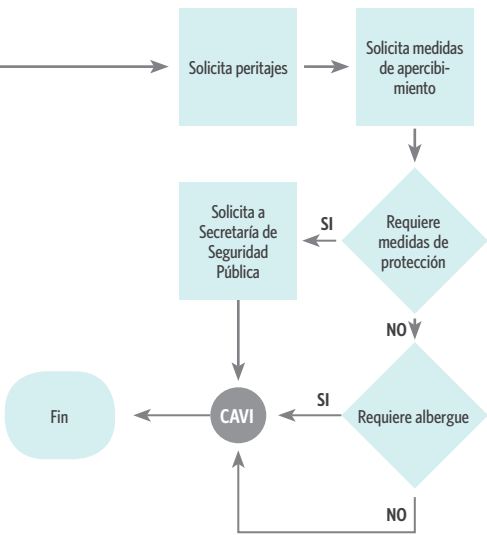 Solicita peritajes
Solicita medidas
de apercibi-
miento
Solicita a
Secretaría de
Seguridad
Pública
SI
Requiere
medidas de
protección
NO
Fin
CAVI
SI
Requiere albergue
NO